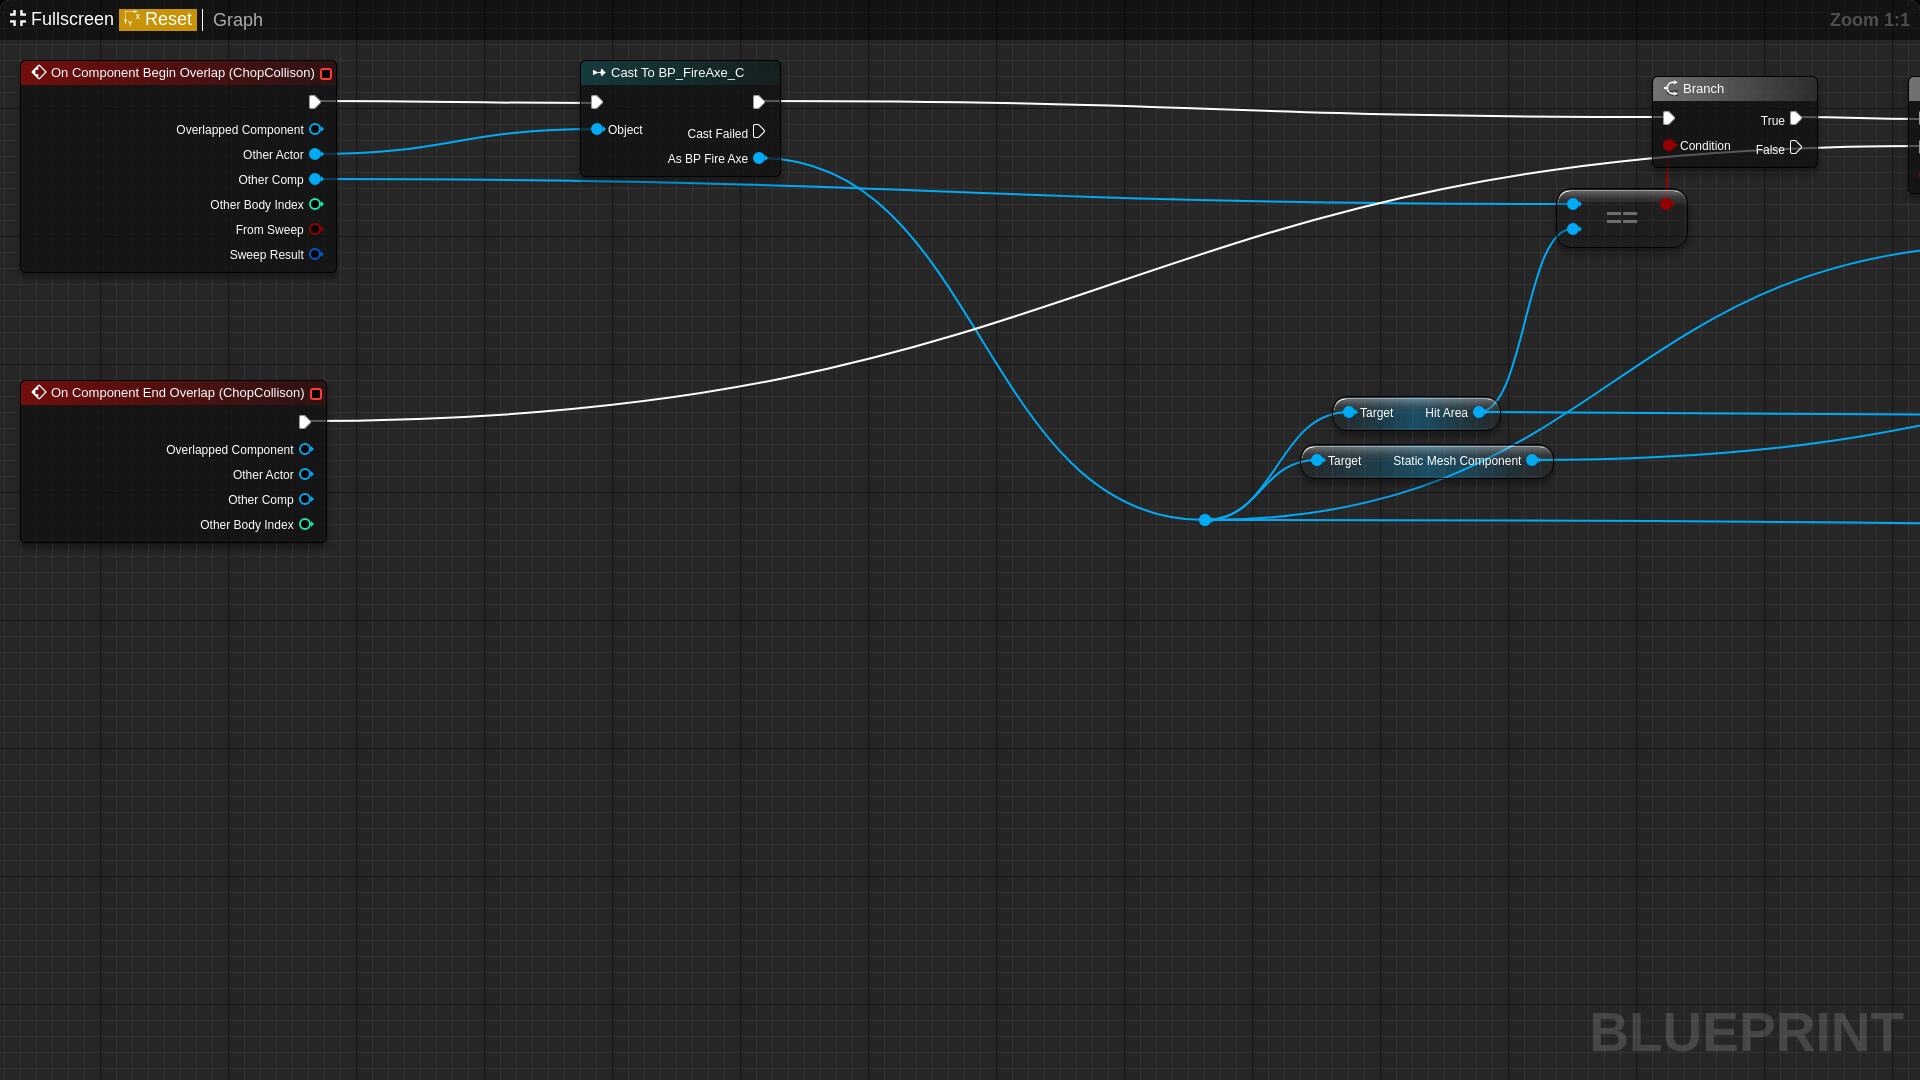 Fullscreen Reset Graph Zoom 1:1
On Component Begin Overlap (ChopCollison)
Overlapped Component
Other Actor
Other Comp
Other Body Index
From Sweep
Sweep Result
Cast To BP_FireAxe_C
Object
Cast Failed
As BP Fire Axe
Branch
True
Condition
False
==
On Component End Overlap (ChopCollison)
Overlapped Component
Other Actor
Other Comp
Other Body Index
Target Hit Area
Target Static Mesh Component
BLUEPRINT